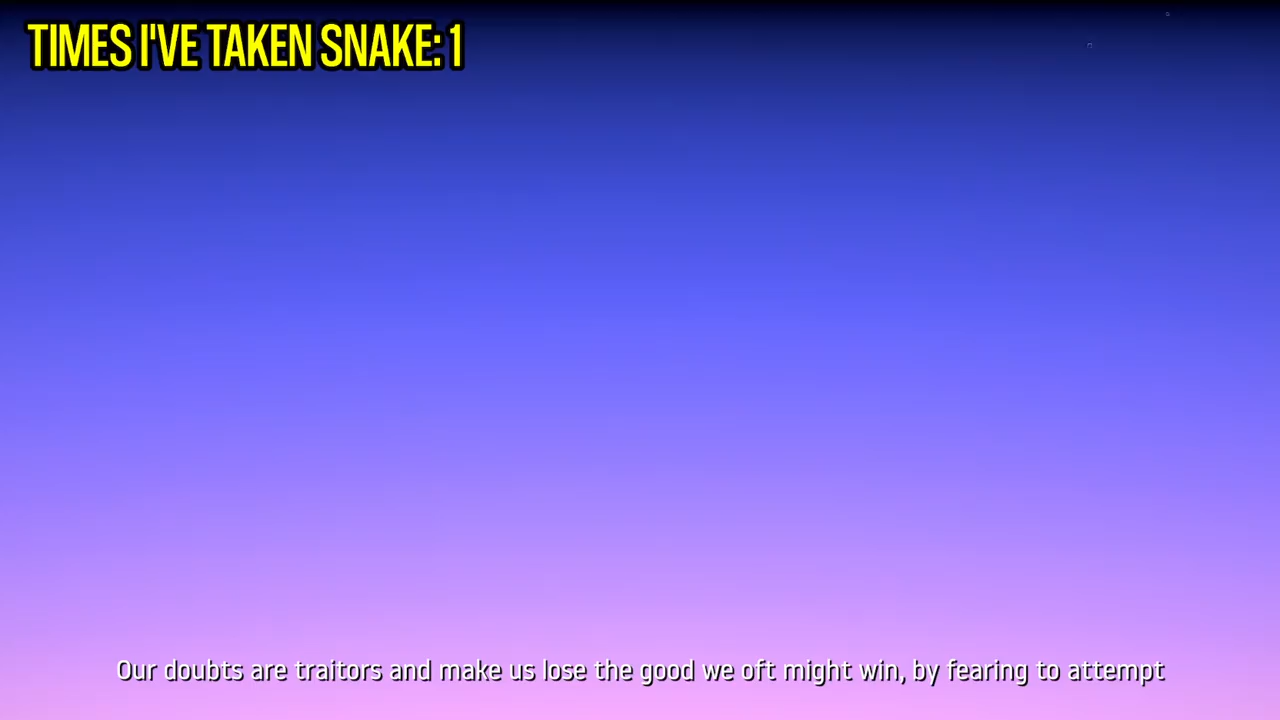 TIMES I'VE TAKEN SNAKE: 1
Our doubts are traitors and make us lose the good we oft might win, by fearing to attempt